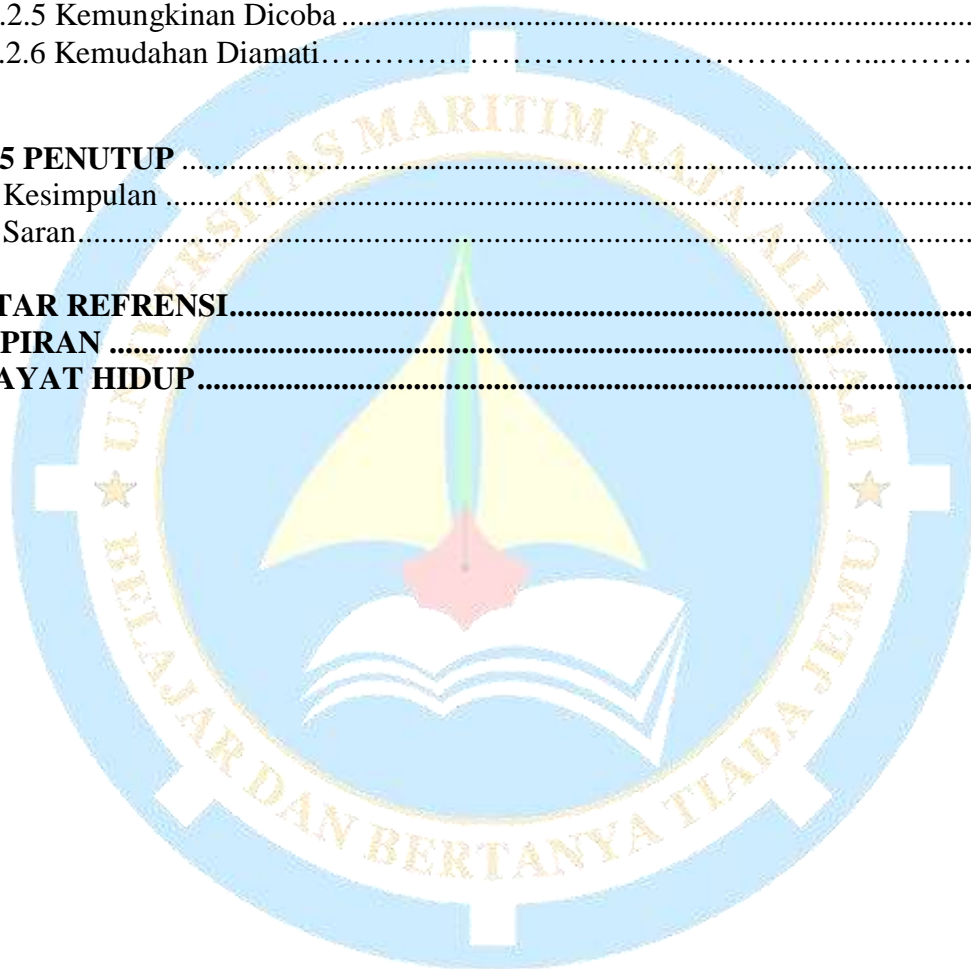 .2.5 Kemungkinan Dicoba ....................................................................................
.2.6 Kemudahan Diamati……………………………………………...………
5 PENUTUP ....................................................................................................
Kesimpulan ......................................................................................................
Saran.................................................................................................................
TAR REFRENSI..............................................................................................
PIRAN .............................................................................................................
AYAT HIDUP..................................................................................................
UNIVERSITAS MARITIM RAJA ALI HAJI
BELAJAR DAN BERTANYA TIADA JEMU